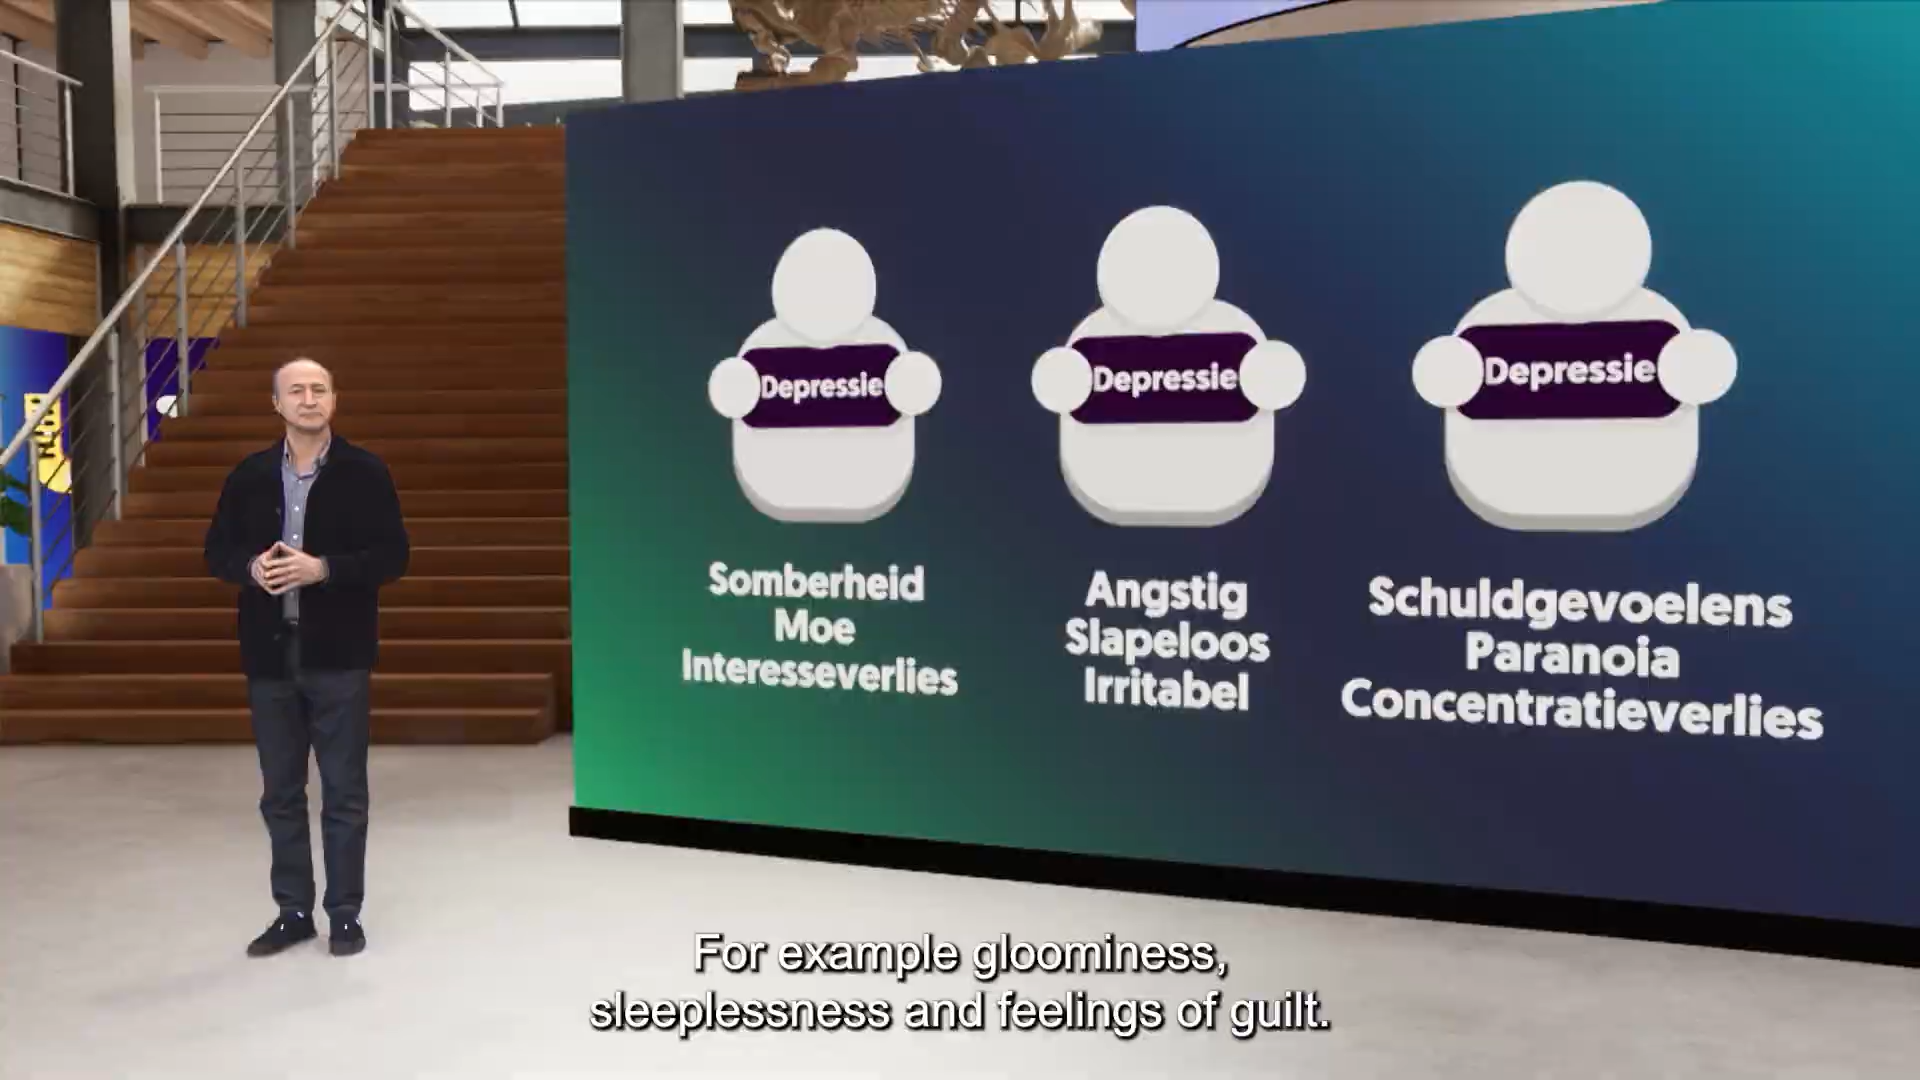 Depressie
Somberheid
Moe
Interesseverlies
Depressie
Angstig
Slapeloos
Irritabel
Depressie
Schuldgevoelens
Paranoia
Concentratieverlies
For example gloominess,
sleeplessness and feelings of guilt.